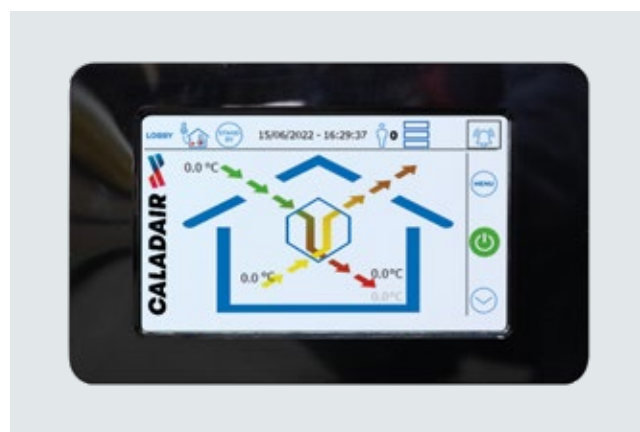 LOBBY STAND BY 15/06/2022 - 16:29:37 0
0.0 °C
MENU
CALADAIR
0.0 °C 0.0°C
0.0°C